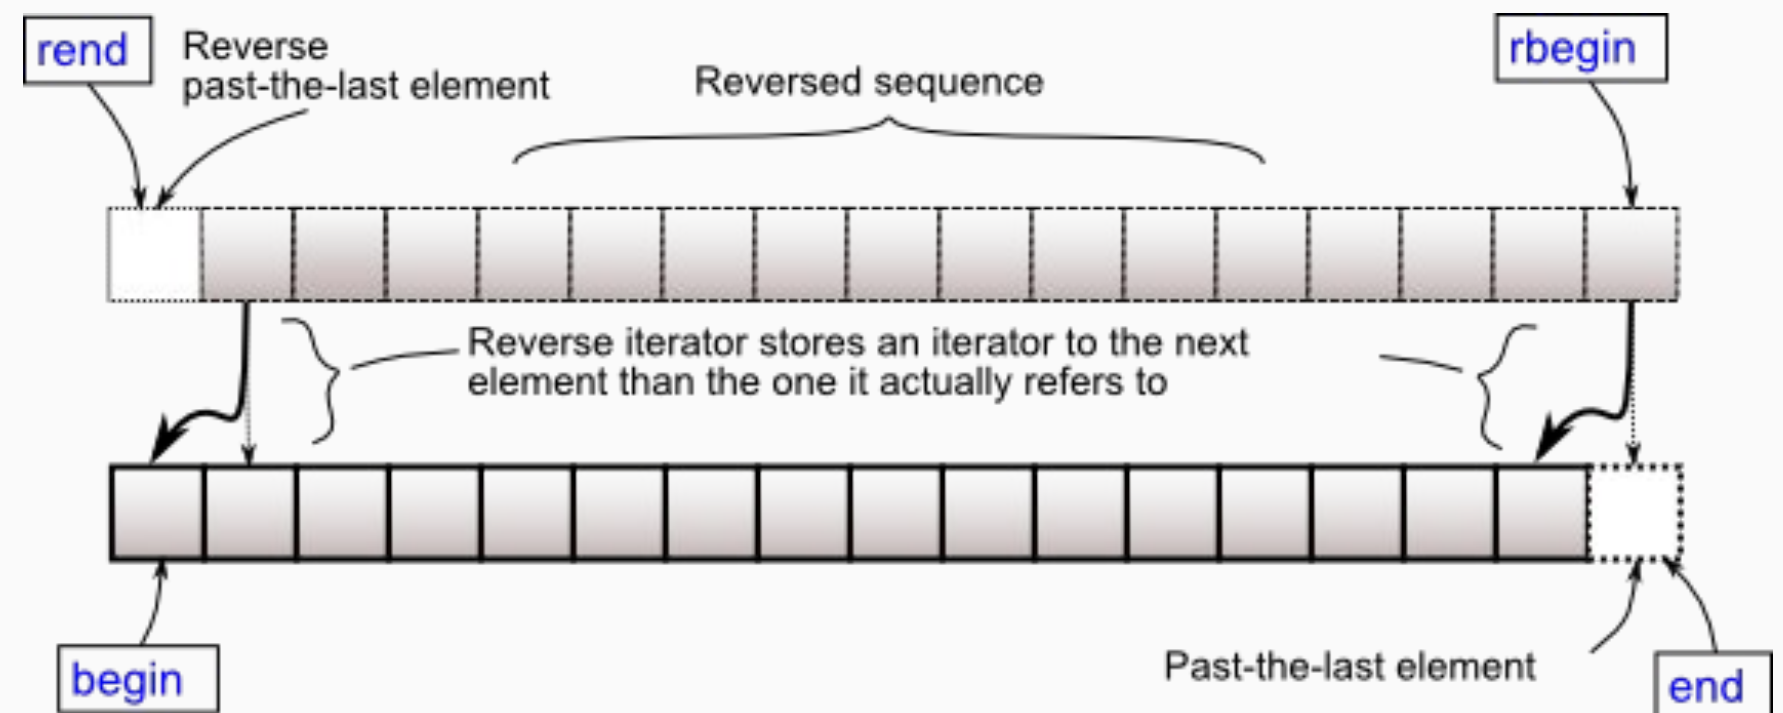 rend
Reverse
past-the-last element
Reversed sequence
rbegin
Reverse iterator stores an iterator to the next
element than the one it actually refers to
begin
Past-the-last element
end